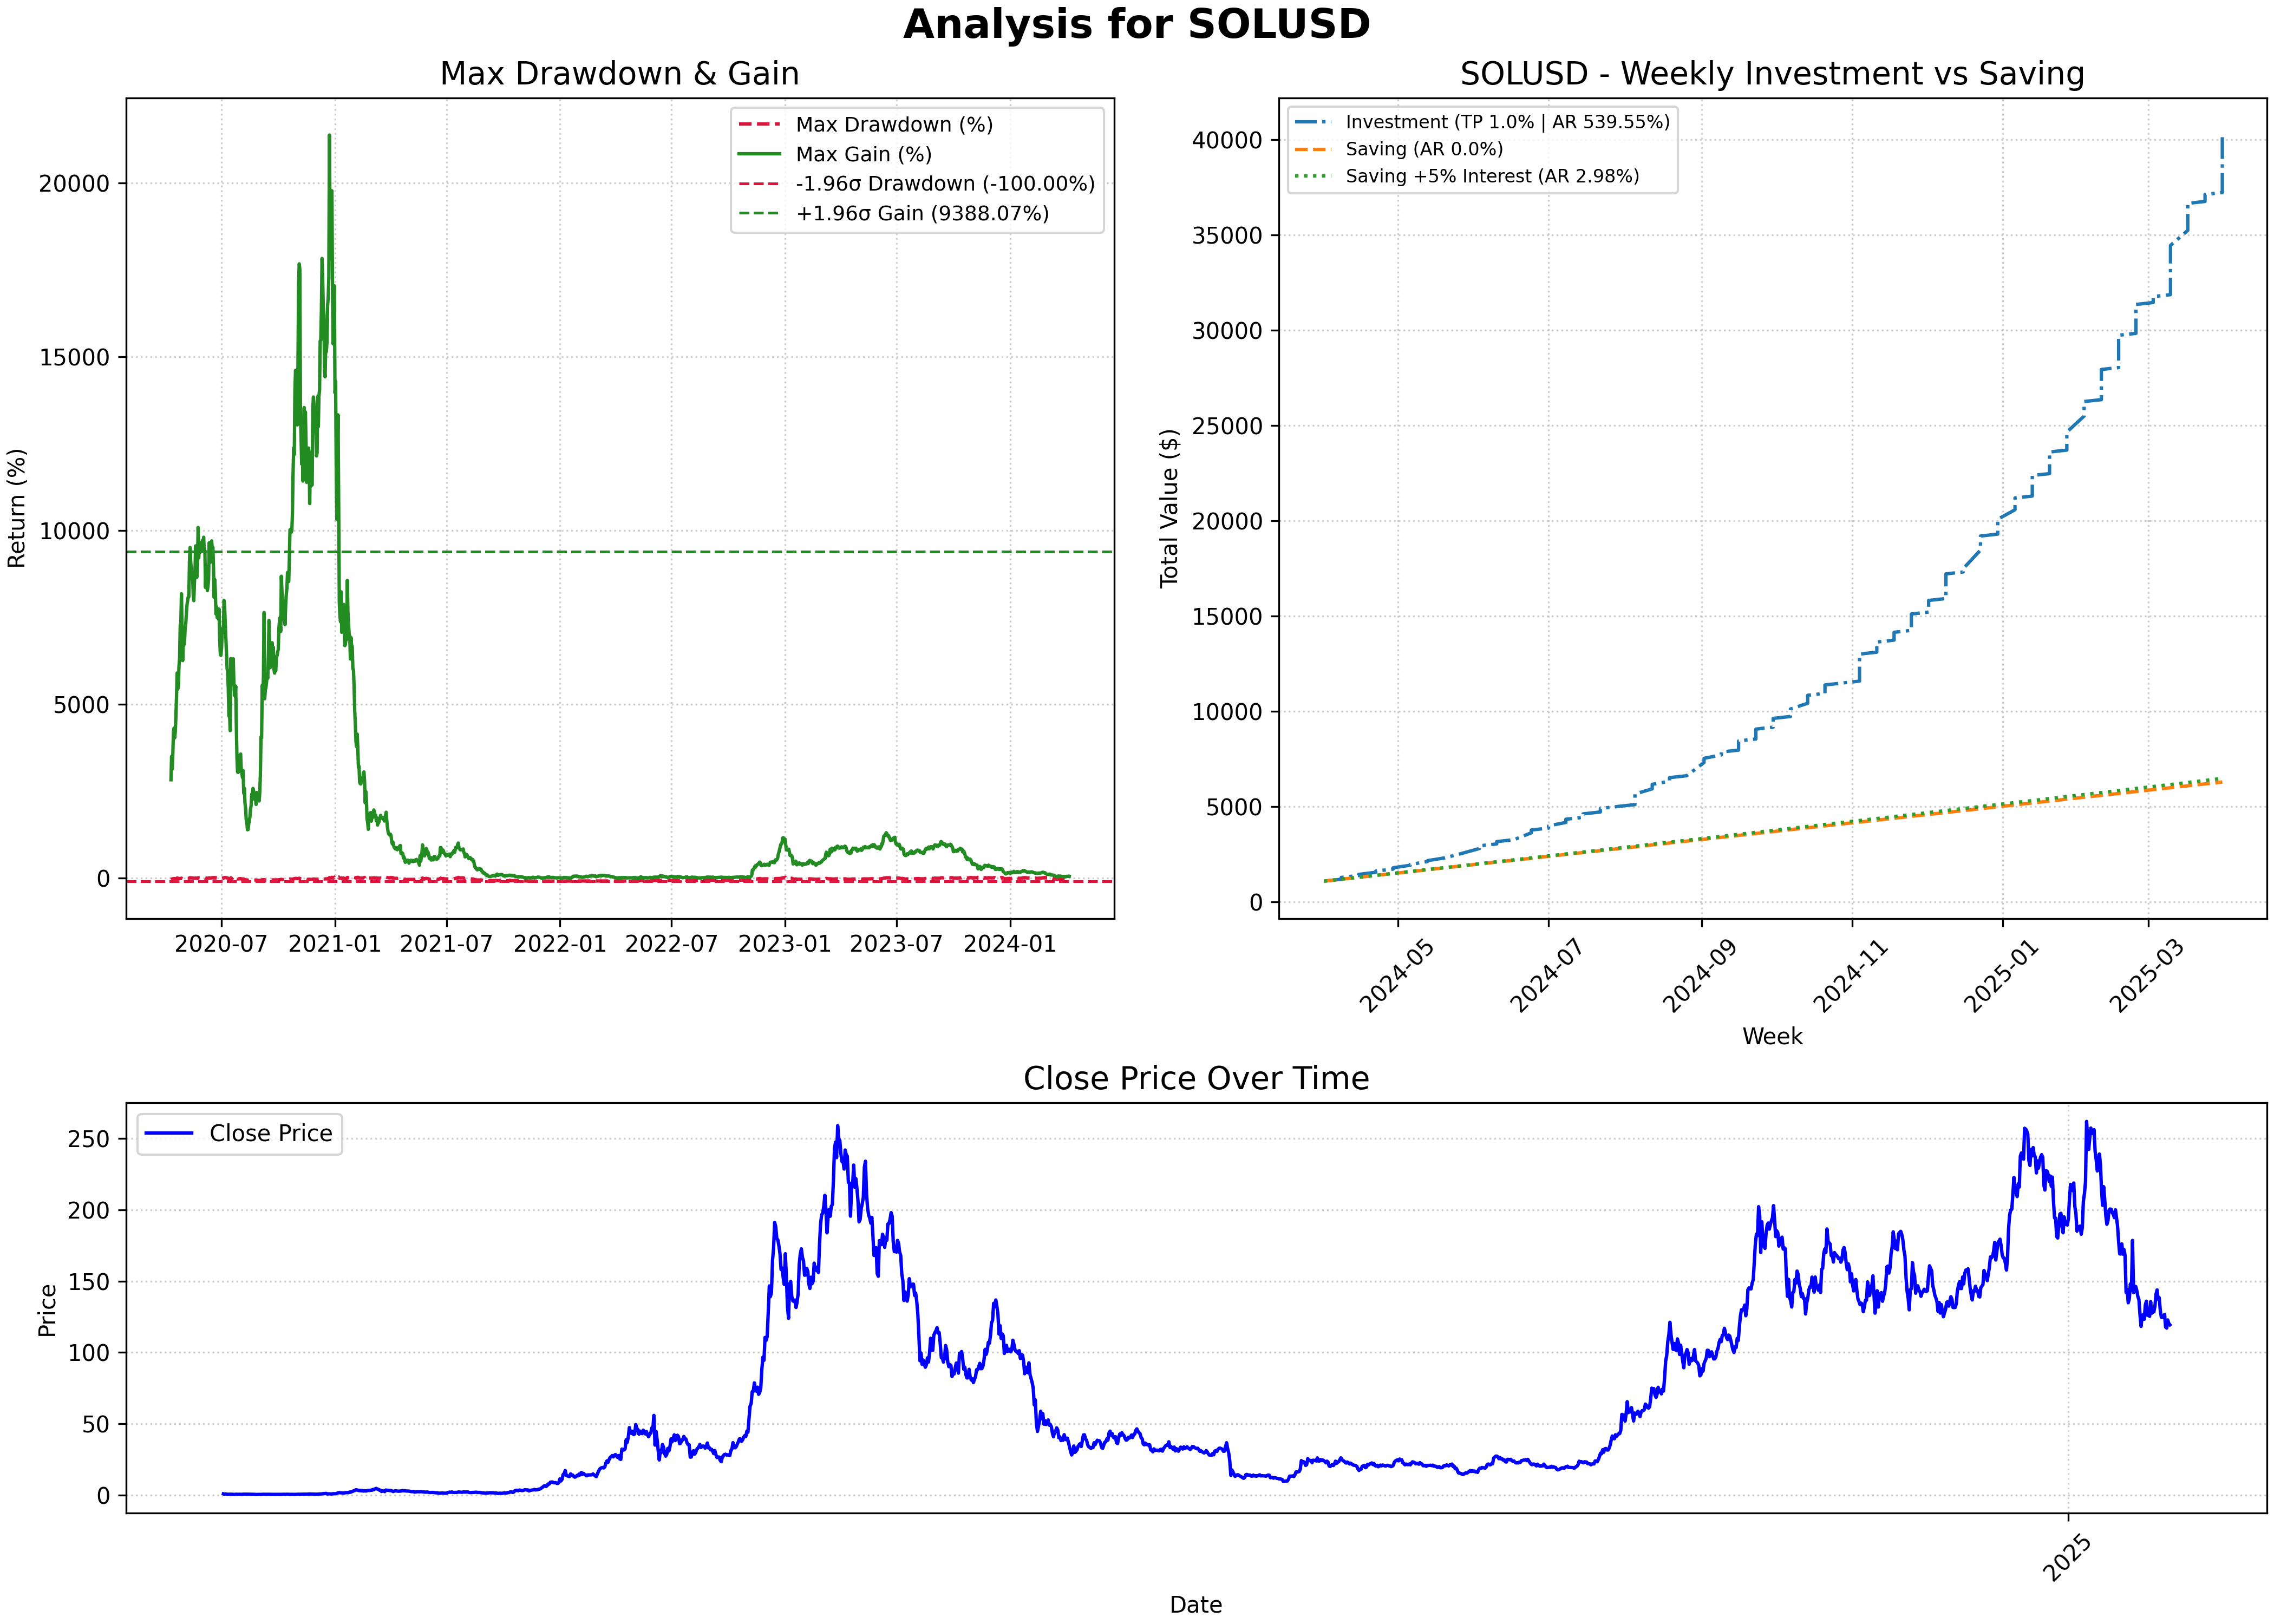 Analysis for SOLUSD
Max Drawdown & Gain
Max Drawdown (%)
Max Gain (%)
-1.96σ Drawdown (-100.00%)
+1.96σ Gain (9388.07%)
Return (%)
20000
15000
10000
5000
0
2020-07
2021-01
2021-07
2022-01
2022-07
2023-01
2023-07
2024-01
SOLUSD - Weekly Investment vs Saving
Investment (TP 1.0% | AR 539.55%)
Saving (AR 0.0%)
Saving +5% Interest (AR 2.98%)
Total Value ($)
40000
35000
30000
25000
20000
15000
10000
5000
0
2024-05
2024-07
2024-09
2024-11
2025-01
2025-03
Week
Close Price Over Time
Close Price
Price
250
200
150
100
50
0
2025
Date